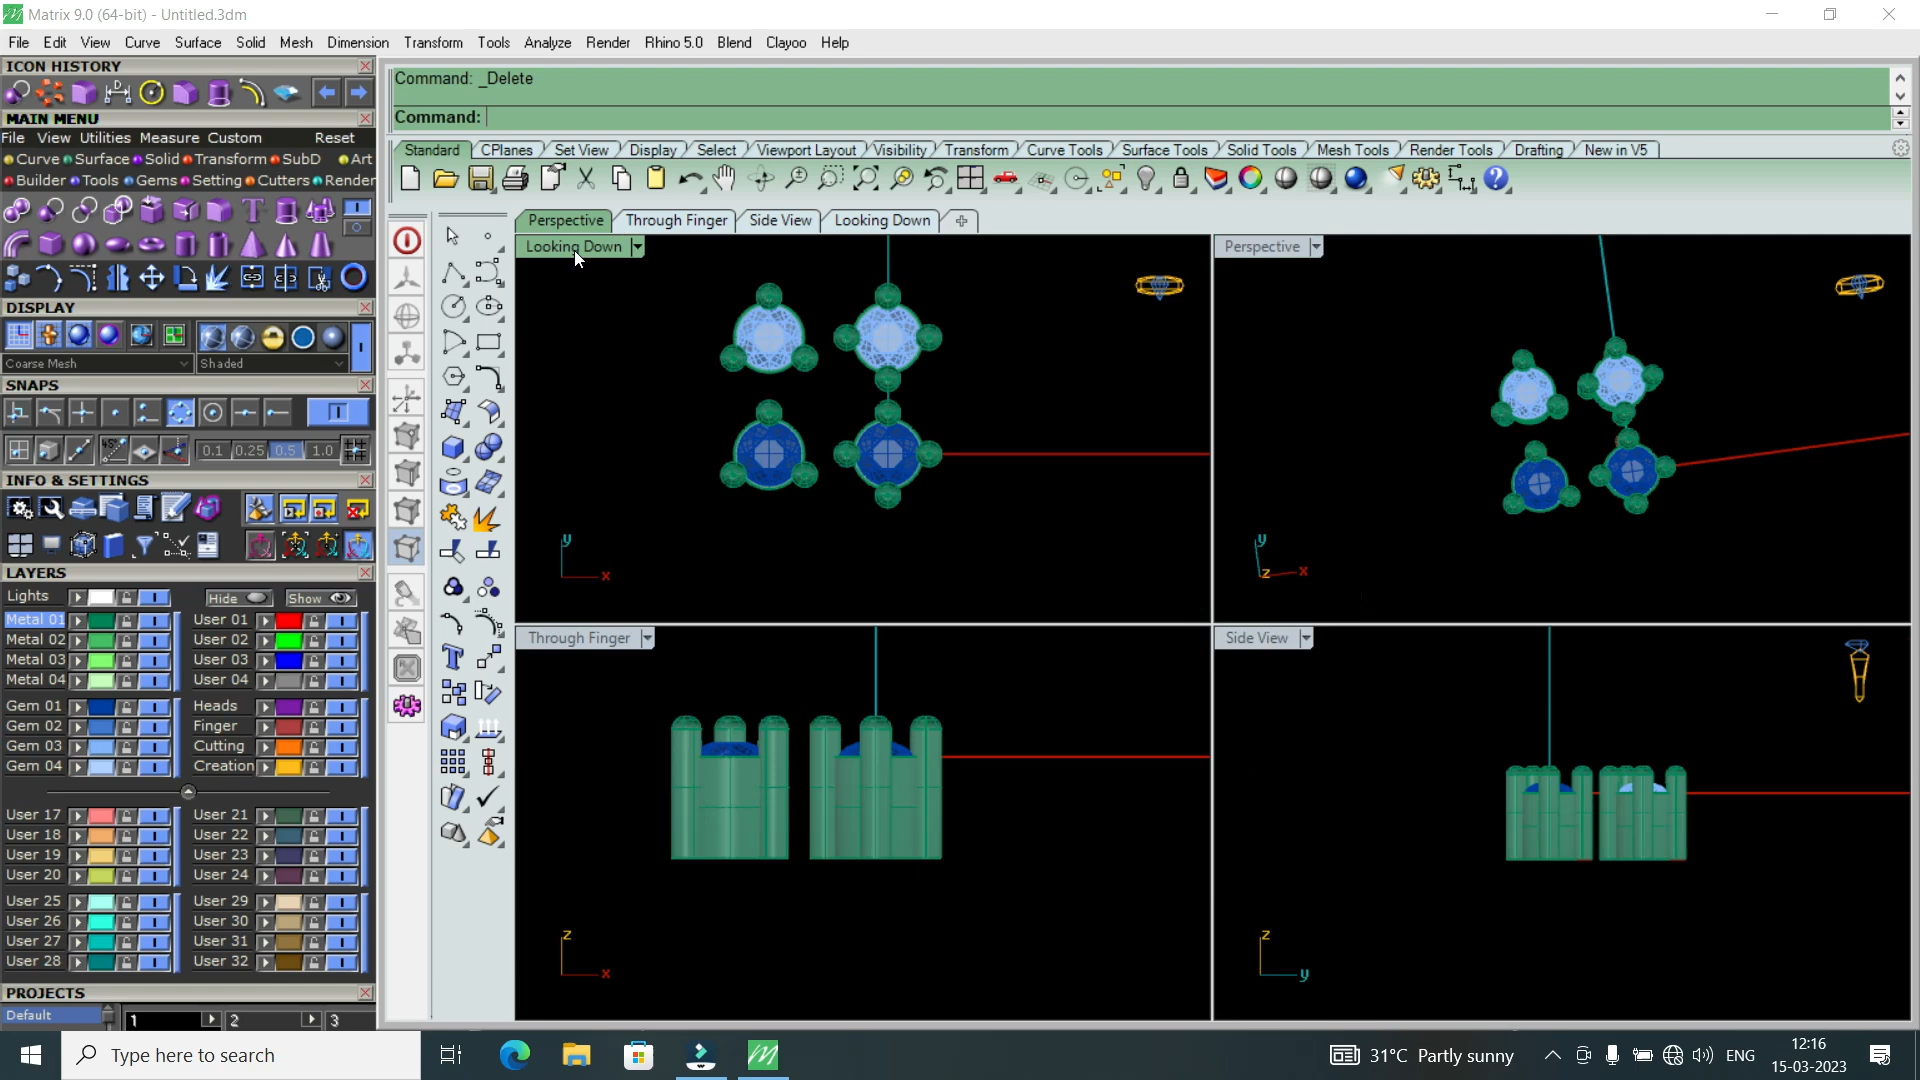 Matrix 9.0 (64-bit) - Untitled.3dm
File Edit View Curve Surface Solid Mesh Dimension Transform Tools Analyze Render Rhino 5.0 Blend Clayoo Help
ICON HISTORY
MAIN MENU
File View Utilities Measure Custom Reset
Curve Surface Solid Transform SubD Art
Builder Tools Gems Setting Cutters Render
DISPLAY
Coarse Mesh Shaded
SNAPS
0.1 0.25 0.5 1.0
INFO & SETTINGS
LAYERS
Lights Hide Show
Metal 01 User 01
Metal 02 User 02
Metal 03 User 03
Metal 04 User 04
Gem 01 Heads
Gem 02 Finger
Gem 03 Cutting
Gem 04 Creation
User 17 User 21
User 18 User 22
User 19 User 23
User 20 User 24
User 25 User 29
User 26 User 30
User 27 User 31
User 28 User 32
PROJECTS
Default 1 2 3
Command: _Delete
Command:
Standard CPlanes Set View Display Select Viewport Layout Visibility Transform Curve Tools Surface Tools Solid Tools Mesh Tools Render Tools Drafting New in V5
Perspective Through Finger Side View Looking Down
Looking Down
y
x
Perspective
y
z x
Through Finger
z
x
Side View
z
y
Type here to search
31°C Partly sunny
ENG
12:16
15-03-2023